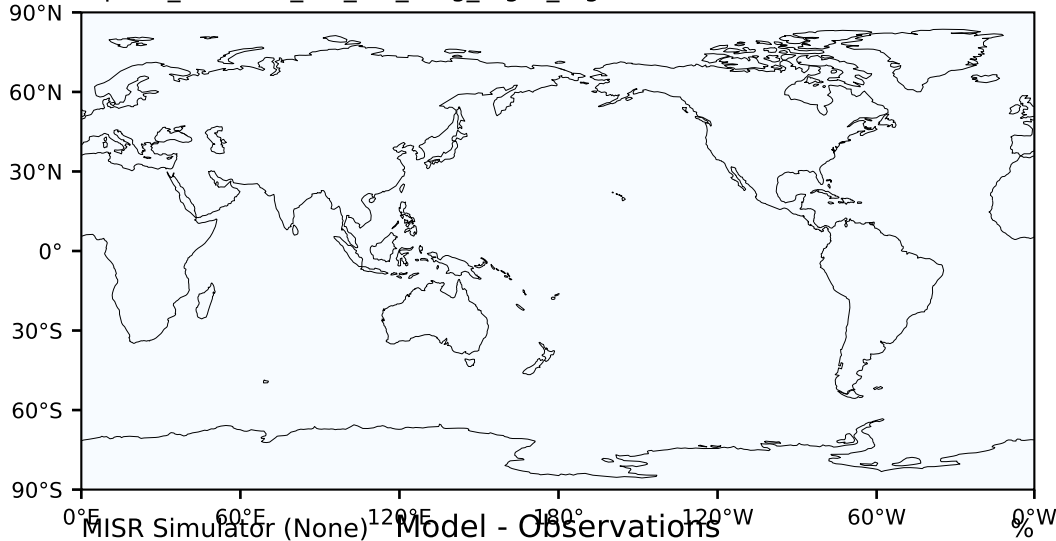 90°N
60°N
30°N
0°
30°S
60°S
90°S
0°E 60°E 120°E 180° 120°W 60°W 0°W
MISR Simulator (None) Model - Observations %